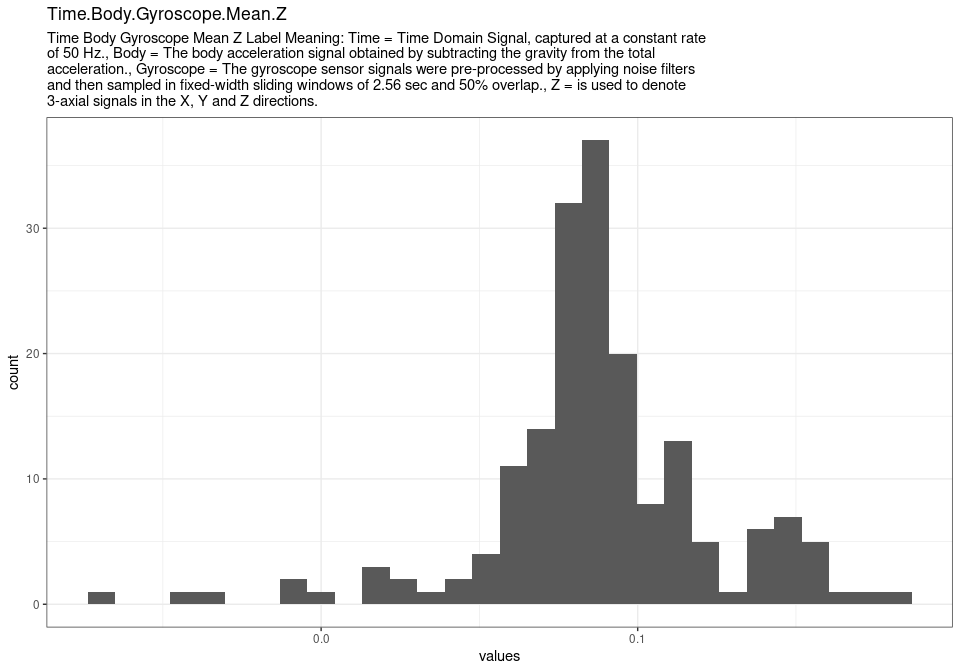 Time.Body.Gyroscope.Mean.Z
Time Body Gyroscope Mean Z Label Meaning: Time = Time Domain Signal, captured at a constant rate
of 50 Hz., Body = The body acceleration signal obtained by subtracting the gravity from the total
acceleration., Gyroscope = The gyroscope sensor signals were pre-processed by applying noise filters
and then sampled in fixed-width sliding windows of 2.56 sec and 50% overlap., Z = is used to denote
3-axial signals in the X, Y and Z directions.
30
20
10
0
count
0.0
0.1
values